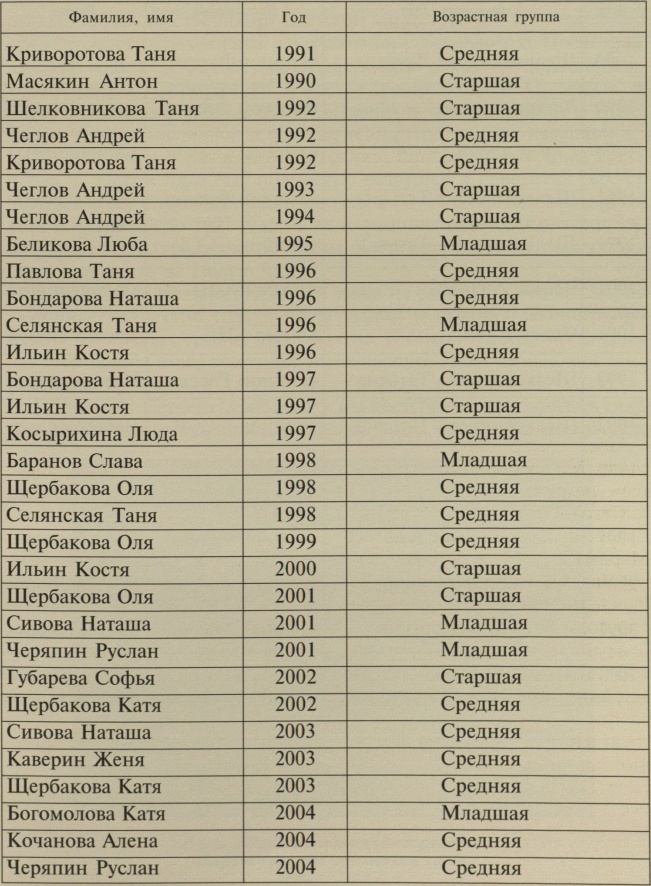 Фамилия, имя Год Возрастная группа
Криворотова Таня 1991 Средняя
Масякин Антон 1990 Старшая
Шелковникова Таня 1992 Старшая
Чеглов Андрей 1992 Средняя
Криворотова Таня 1992 Средняя
Чеглов Андрей 1993 Старшая
Чеглов Андрей 1994 Старшая
Беликова Люба 1995 Младшая
Павлова Таня 1996 Средняя
Бондарова Наташа 1996 Средняя
Селянская Таня 1996 Младшая
Ильин Костя 1996 Средняя
Бондарова Наташа 1997 Старшая
Ильин Костя 1997 Старшая
Косырихина Люда 1997 Средняя
Баранов Слава 1998 Младшая
Щербакова Оля 1998 Средняя
Селянская Таня 1998 Средняя
Щербакова Оля 1999 Средняя
Ильин Костя 2000 Старшая
Щербакова Оля 2001 Старшая
Сивова Наташа 2001 Младшая
Черяпин Руслан 2001 Младшая
Губарева Софья 2002 Старшая
Щербакова Катя 2002 Средняя
Сивова Наташа 2003 Средняя
Каверин Женя 2003 Средняя
Щербакова Катя 2003 Средняя
Богомолова Катя 2004 Младшая
Кочанова Алена 2004 Средняя
Черяпин Руслан 2004 Средняя